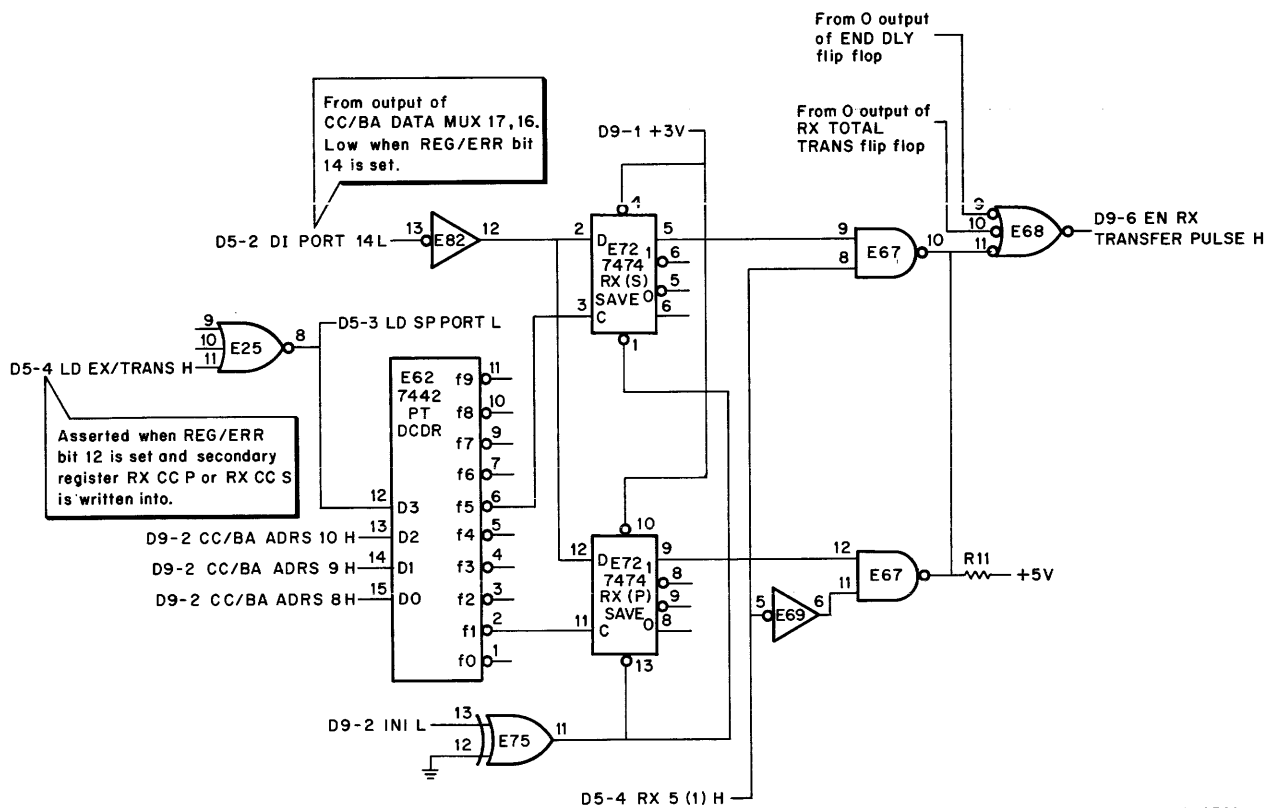 From O output
of END DLY
flip flop
From O output of
RX TOTAL
TRANS flip flop
From output of
CC/BA DATA MUX 17,16.
Low when REG/ERR bit
14 is set.
D9-1 +3V
D5-2 DI PORT 14 L
13
E82
12
4
2
D
E72
1
5
7474
6
RX (S)
5
SAVE
O
6
3
C
1
9
8
E67
10
9
10
11
E68
D9-6 EN RX
TRANSFER PULSE H
9
10
11
E25
8
D5-3 LD SP PORT L
D5-4 LD EX/TRANS H
Asserted when REG/ERR
bit 12 is set and secondary
register RX CC P or RX CC S
is written into.
E62
7442
PT
DCDR
f9
11
f8
10
f7
9
f6
7
f5
6
f4
5
f3
4
f2
3
f1
2
f0
1
12
D3
D9-2 CC/BA ADRS 10 H
13
D2
D9-2 CC/BA ADRS 9 H
14
D1
D9-2 CC/BA ADRS 8 H
15
D0
10
12
D
E72
1
9
7474
8
RX (P)
9
SAVE
O
8
11
C
13
12
11
E67
R11
+5V
5
E69
6
D9-2 INI L
13
12
E75
11
D5-4 RX 5 (1) H